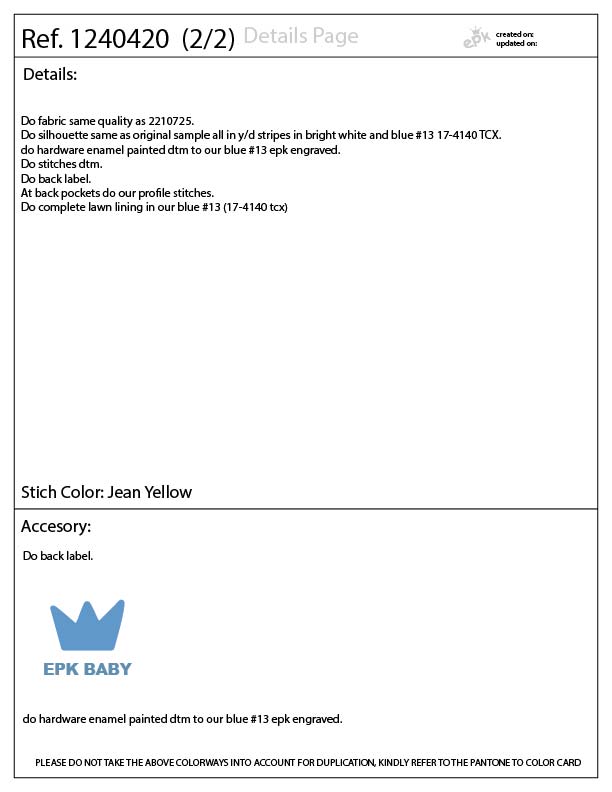 Ref. 1240420 (2/2) Details Page
epk
created on:
updated on:
Details:
Do fabric same quality as 2210725.
Do silhouette same as original sample all in y/d stripes in bright white and blue #13 17-4140 TCX.
do hardware enamel painted dtm to our blue #13 epk engraved.
Do stitches dtm.
Do back label.
At back pockets do our profile stitches.
Do complete lawn lining in our blue #13 (17-4140 tcx)
Stich Color: Jean Yellow
Accesory:
Do back label.
EPK BABY
do hardware enamel painted dtm to our blue #13 epk engraved.
PLEASE DO NOT TAKE THE ABOVE COLORWAYS INTO ACCOUNT FOR DUPLICATION, KINDLY REFER TO THE PANTONE TO COLOR CARD